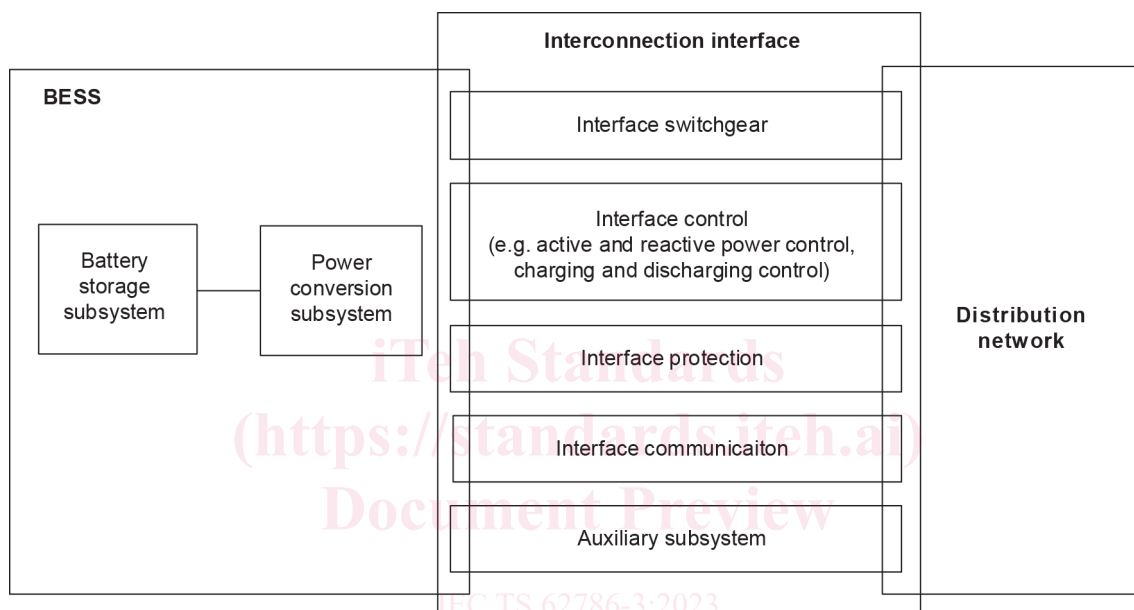 Interconnection interface
BESS
Interface switchgear
Interface control
(e.g. active and reactive power control,
charging and discharging control)
Battery
storage
subsystem
Power
conversion
subsystem
Distribution
network
Interface protection
Interface communicaiton
Auxiliary subsystem
iTeh Standards
(https://standards.iteh.ai)
Document Preview
IEC TS 62786-3:2023